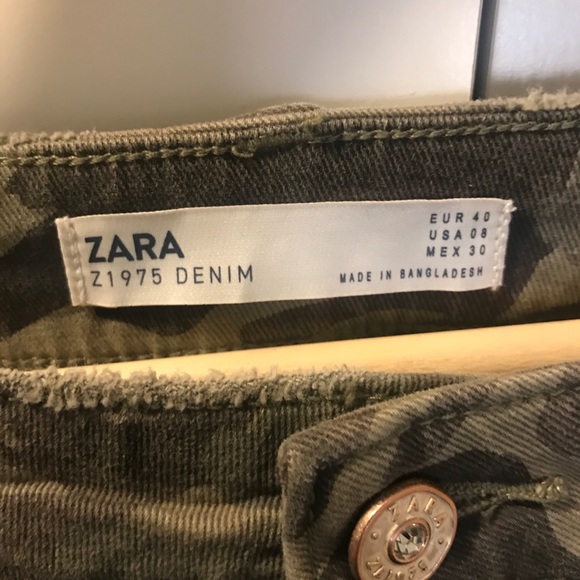 ZARA
Z1975 DENIM
EUR 40
USA 08
MEX 30
MADE IN BANGLADESH
ZARA